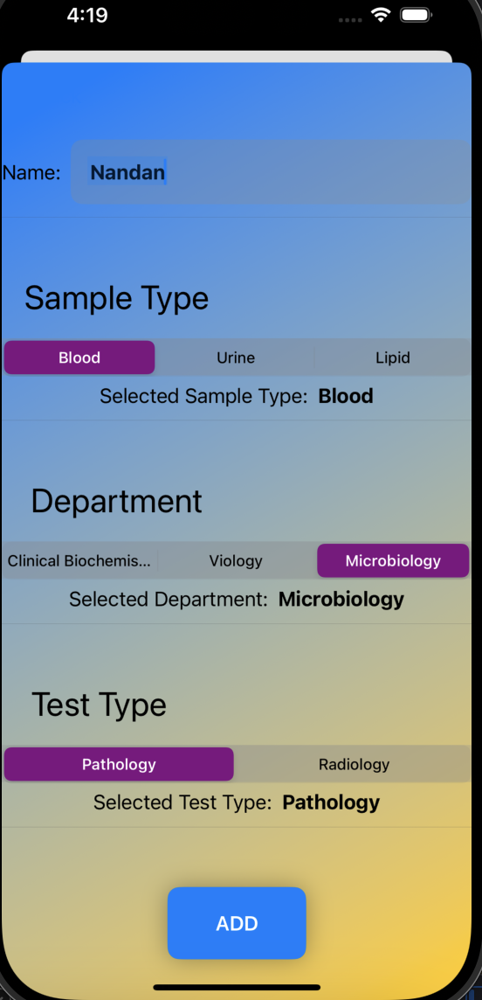 4:19
Name: Nandan
Sample Type
Blood Urine Lipid
Selected Sample Type: Blood
Department
Clinical Biochemis... Viology Microbiology
Selected Department: Microbiology
Test Type
Pathology Radiology
Selected Test Type: Pathology
ADD